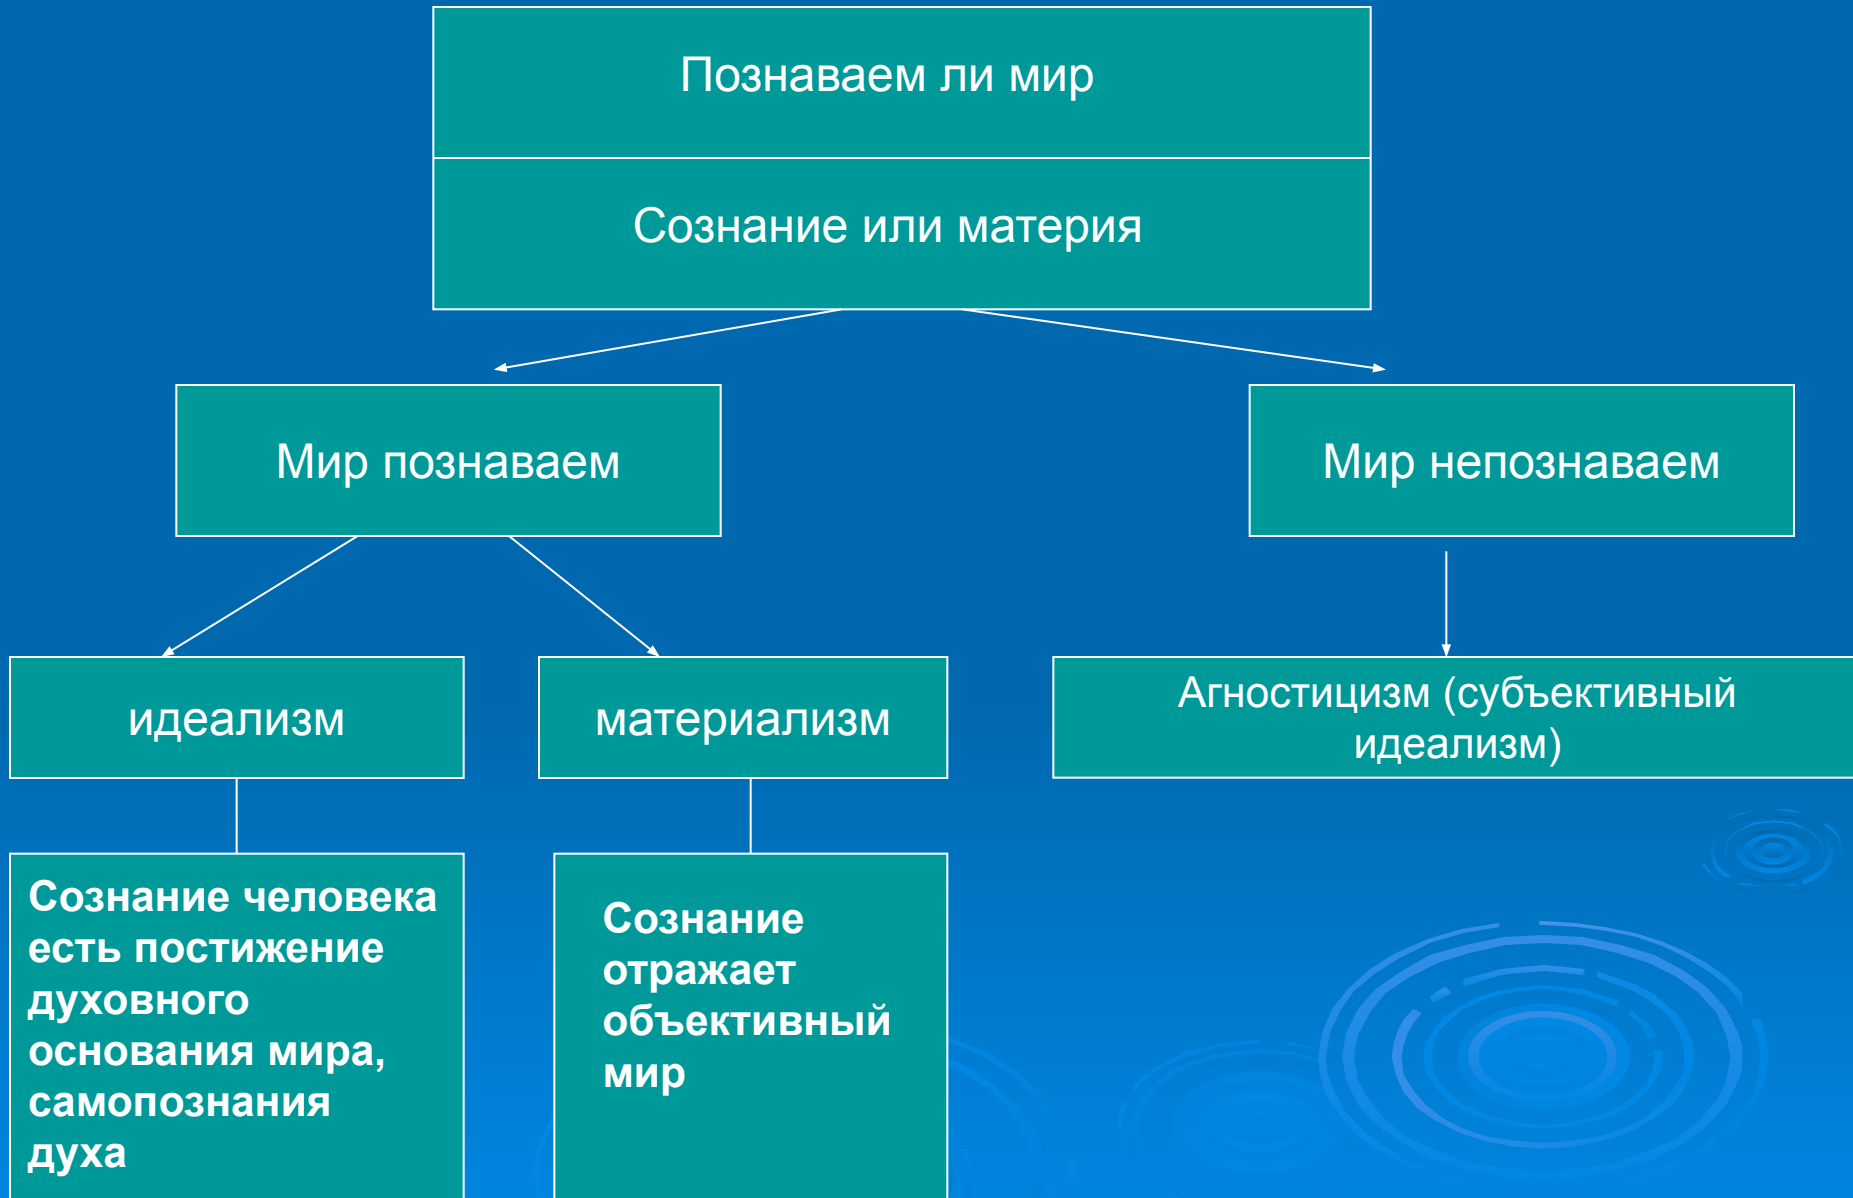 Познаваем ли мир
Сознание или материя
Мир познаваем
Мир непознаваем
идеализм
материализм
Агностицизм (субъективный
идеализм)
Сознание человека
есть постижение
духовного
основания мира,
самопознания
духа
Сознание
отражает
объективный
мир